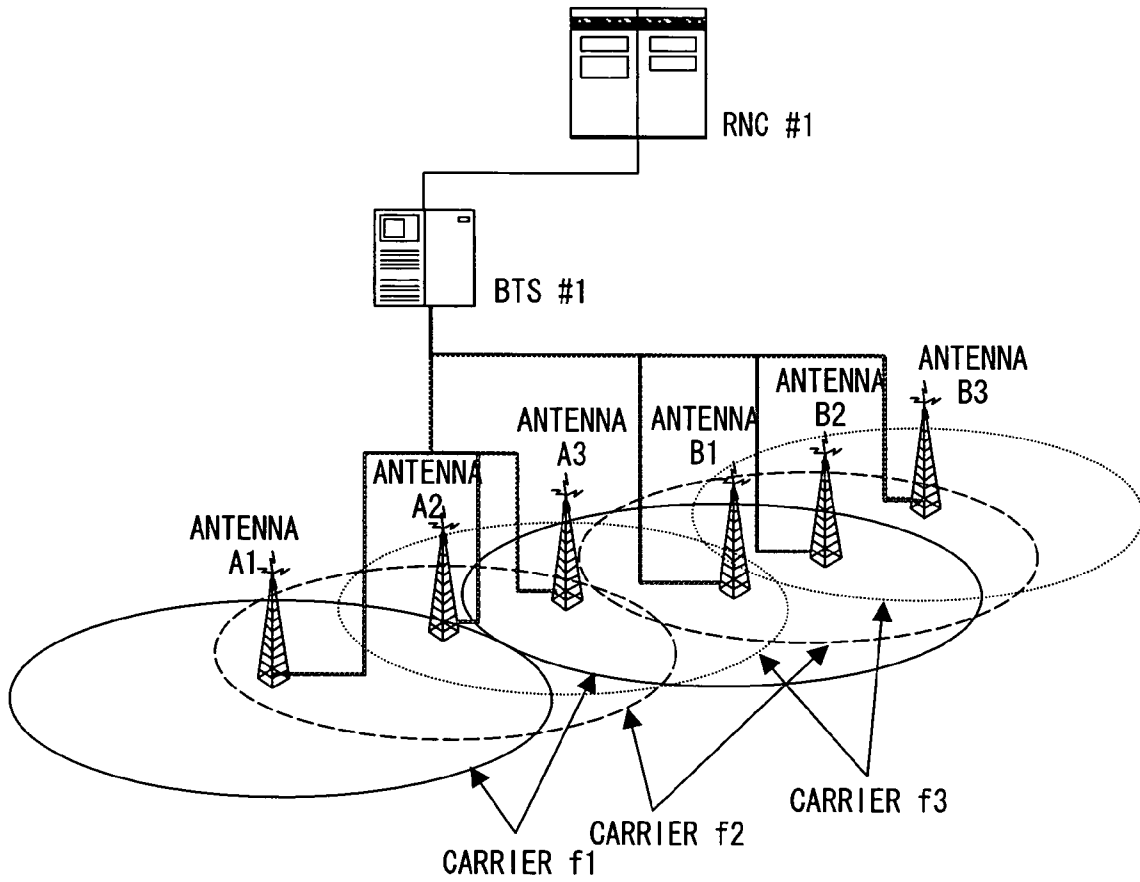 RNC #1
BTS #1
ANTENNA
B3
ANTENNA
B2
ANTENNA
B1
ANTENNA
A3
ANTENNA
A2
ANTENNA
A1
CARRIER f3
CARRIER f2
CARRIER f1